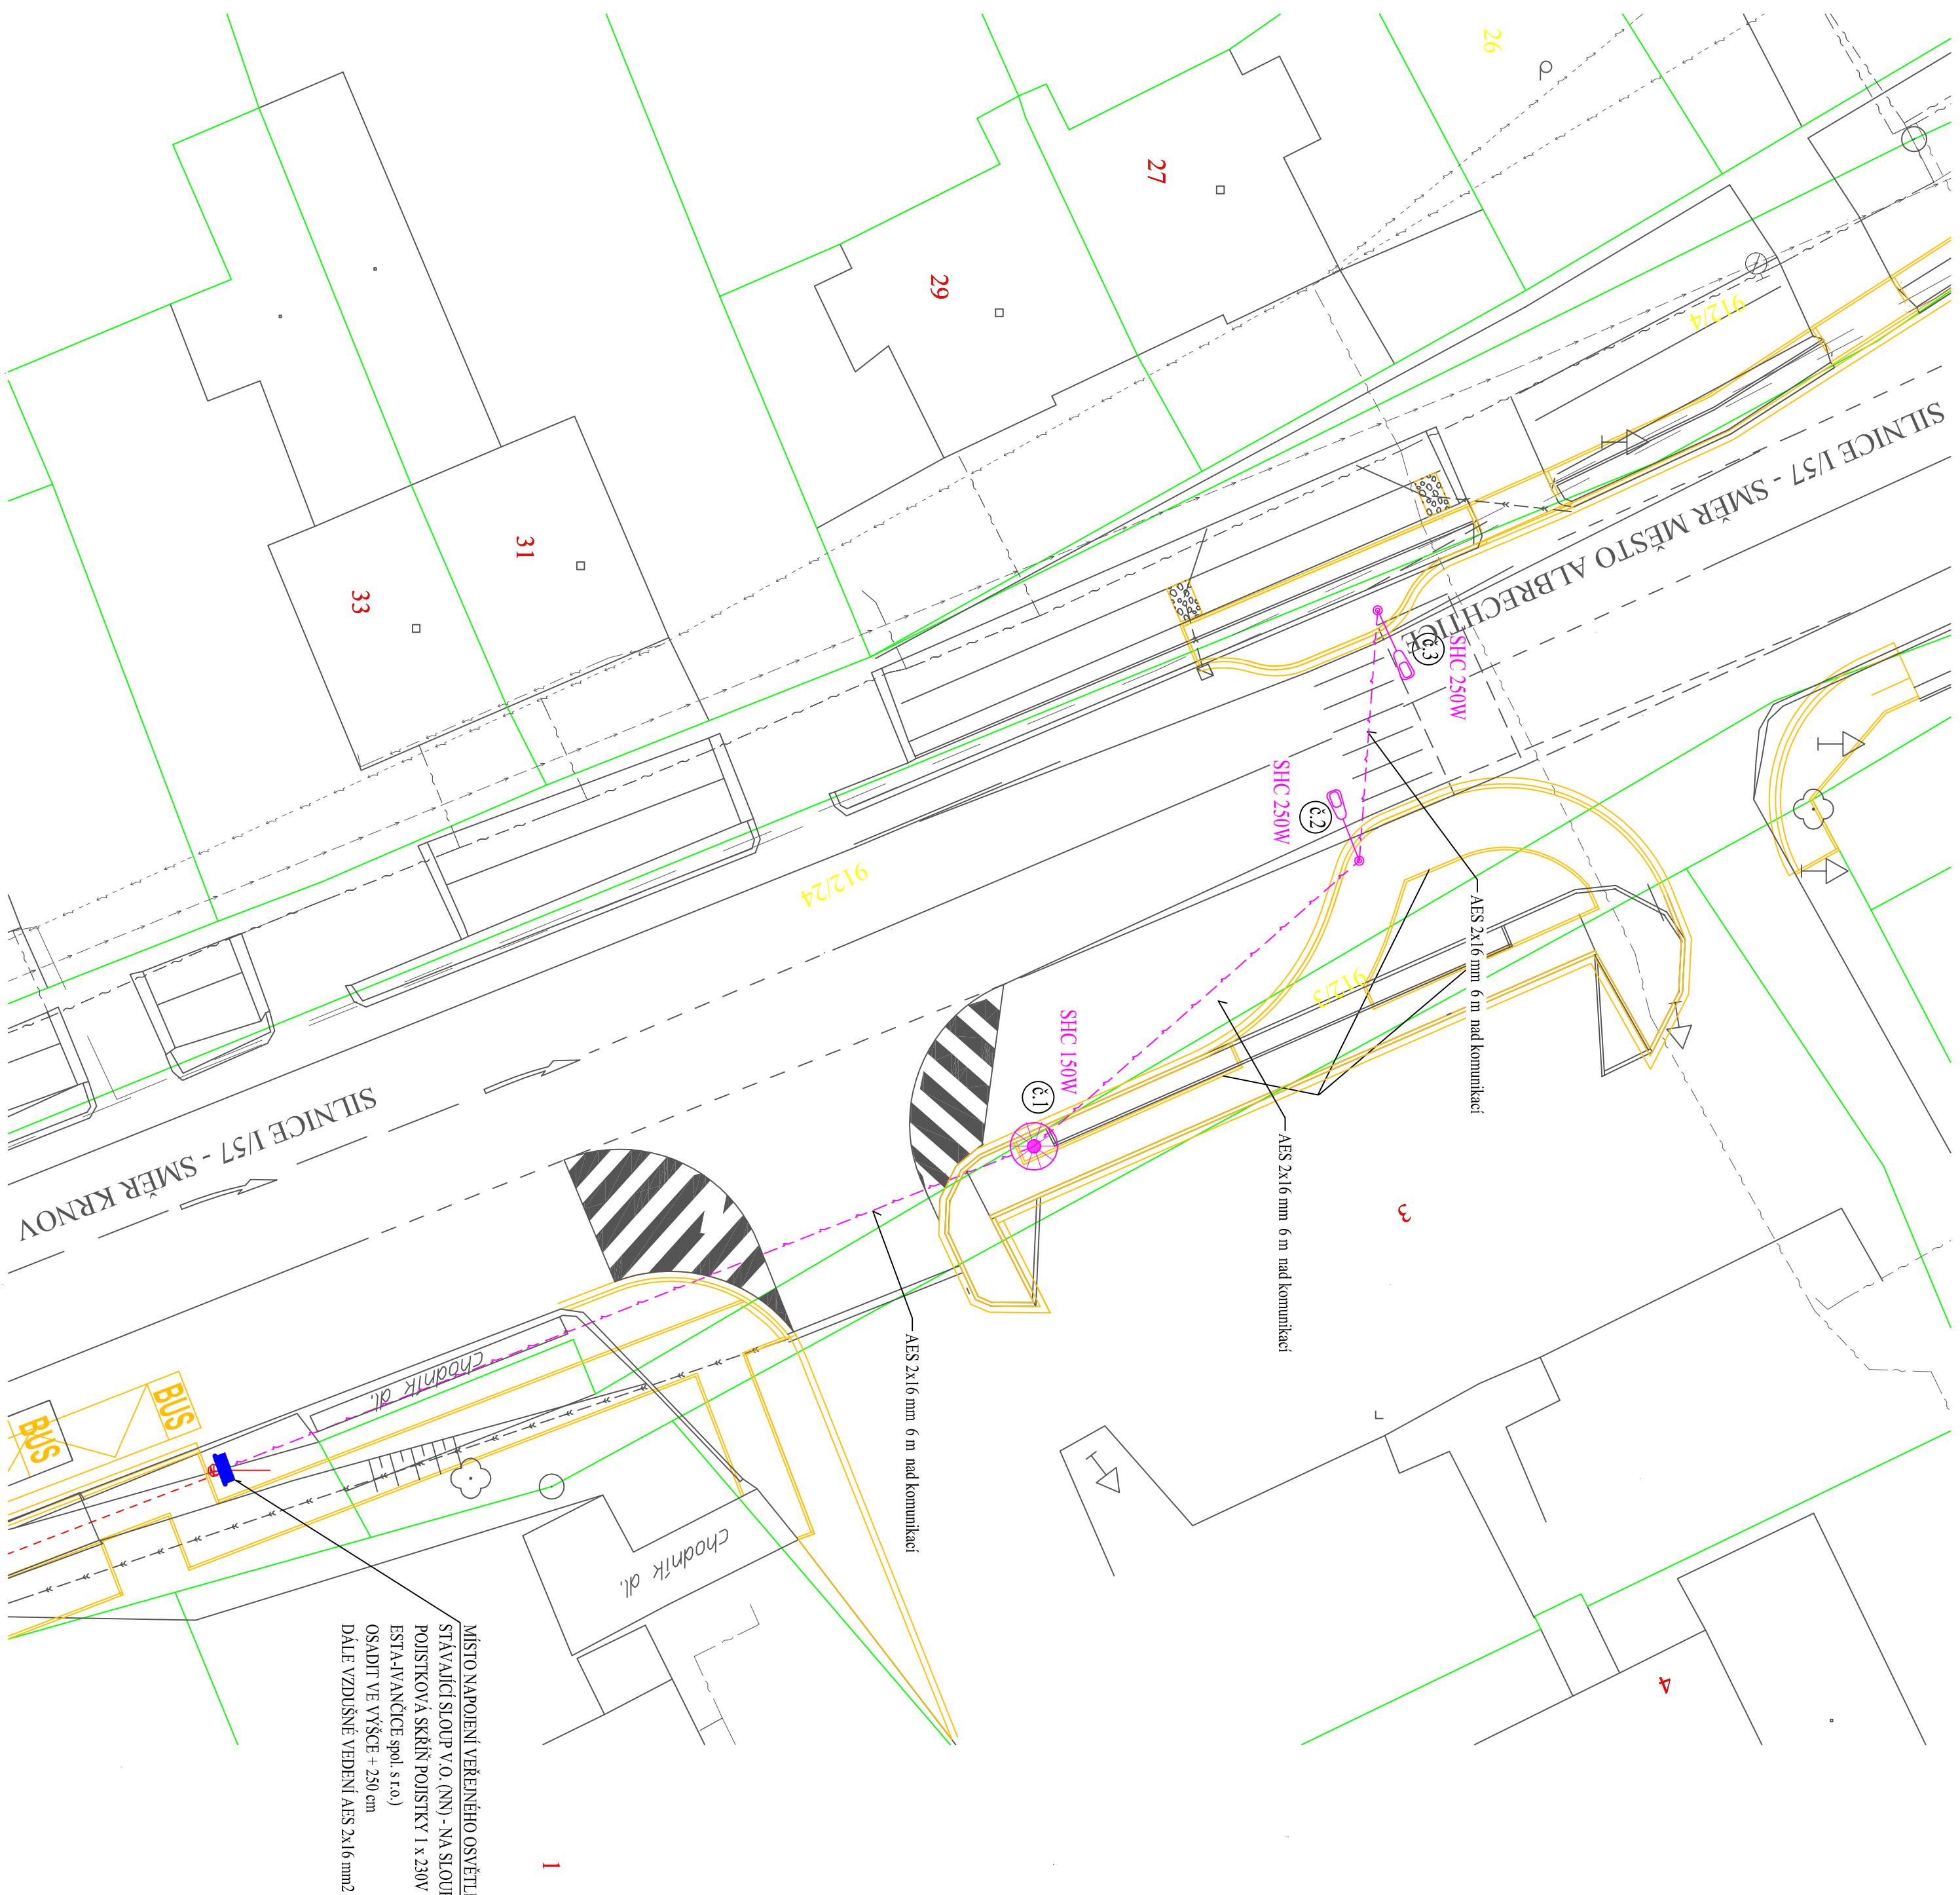 26
27
29
31
33
912/4
SILNICE I/57 - SMĚR MĚSTO ALBRECHTICE
č.3
SHC 250W
SHC 250W
č.2
912/24
AES 2x16 mm 6 m nad komunikací
912/3
SHC 150W
č.1
SILNICE I/57 - SMĚR KRNOV
AES 2x16 mm 6 m nad komunikací
3
AES 2x16 mm 6 m nad komunikací
chodník dl.
BUS
BUS
chodník dl.
4
1
MÍSTO NAPOJENÍ VEŘEJNÉHO
STÁVAJÍCÍ SLOUP V.O. (NN) - NA
POJISTKOVÁ SKŘÍŇ POJISTKY 1 x 230V
ESTA-IVANČICE spol. s r.o.)
OSADIT VE VÝŠCE + 250 cm
DÁLE VZDUŠNÉ VEDENÍ AES 2x16 mm2